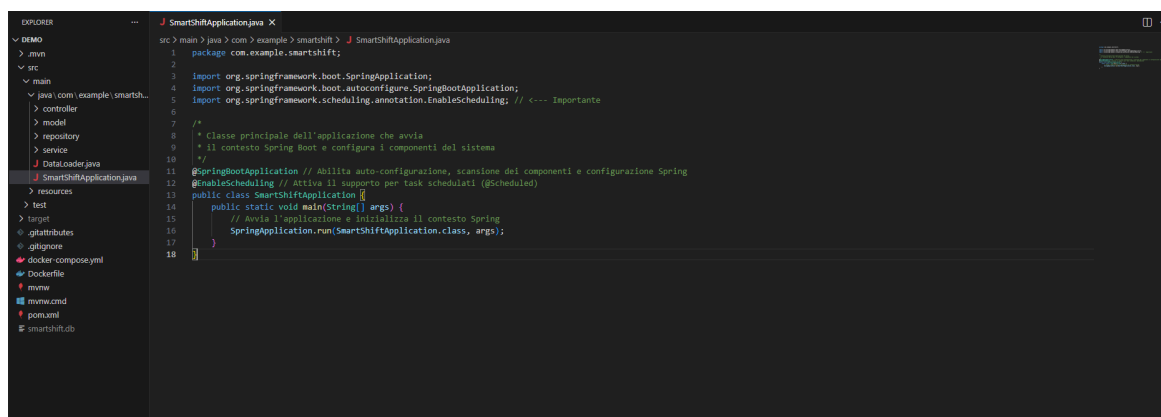 EXPLORER
...
DEMO
.mvn
src
main
java\com\example\smartsh...
controller
model
repository
service
J DataLoader.java
J SmartShiftApplication.java
resources
test
target
.gitattributes
.gitignore
docker-compose.yml
Dockerfile
mvnw
mvnw.cmd
pom.xml
smartshift.db
J SmartShiftApplication.java ×
src > main > java > com > example > smartshift > J SmartShiftApplication.java
1 package com.example.smartshift;
2
3 import org.springframework.boot.SpringApplication;
4 import org.springframework.boot.autoconfigure.SpringBootApplication;
5 import org.springframework.scheduling.annotation.EnableScheduling; // <--- Importante
6
7 /*
8 * Classe principale dell'applicazione che avvia
9 * il contesto Spring Boot e configura i componenti del sistema
10 */
11 @SpringBootApplication // Abilita auto-configurazione, scansione dei componenti e configurazione Spring
12 @EnableScheduling // Attiva il supporto per task schedulati (@Scheduled)
13 public class SmartShiftApplication {
14 public static void main(String[] args) {
15 // Avvia l'applicazione e inizializza il contesto Spring
16 SpringApplication.run(SmartShiftApplication.class, args);
17 }
18 }